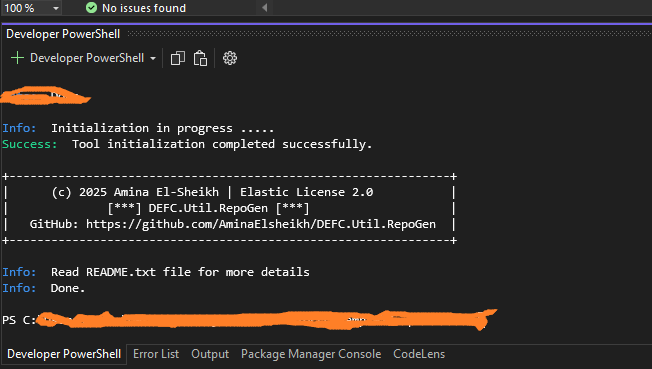 100 % No issues found
Developer PowerShell
Developer PowerShell
Info: Initialization in progress .....
Success: Tool initialization completed successfully.
+---------------------------------------------------------------+
| (c) 2025 Amina El-Sheikh | Elastic License 2.0 |
| [***] DEFC.Util.RepoGen [***] |
| GitHub: https://github.com/AminaElsheikh/DEFC.Util.RepoGen |
+---------------------------------------------------------------+
Info: Read README.txt file for more details
Info: Done.
PS C:
Developer PowerShell Error List Output Package Manager Console CodeLens